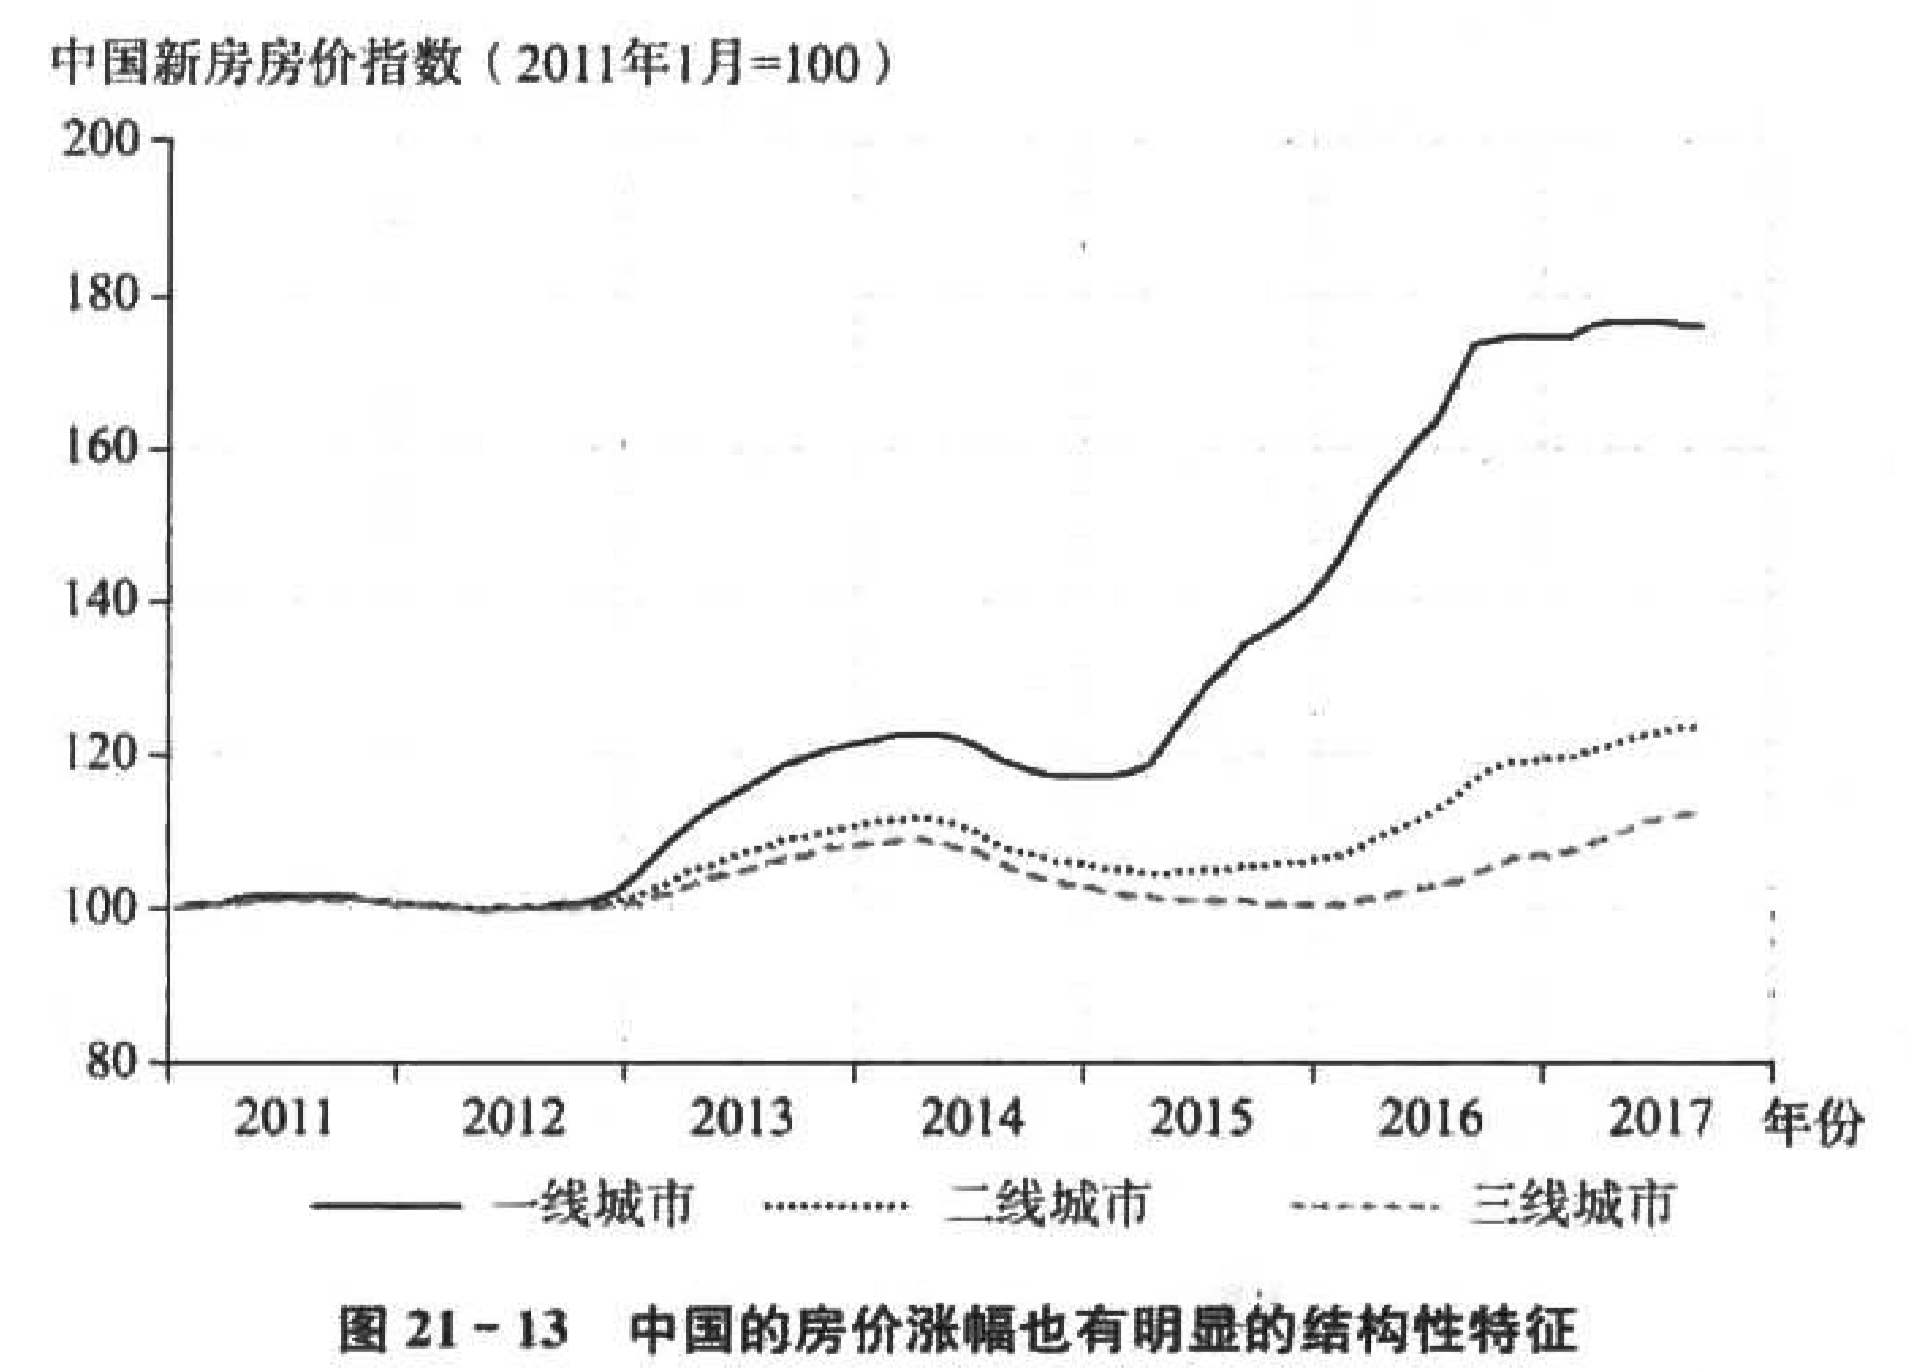 中国新房房价指数（2011年1月=100）
200
180
160
140
120
100
80
2011 2012 2013 2014 2015 2016 2017 年份
一线城市 二线城市 三线城市
图 21-13 中国的房价涨幅也有明显的结构性特征